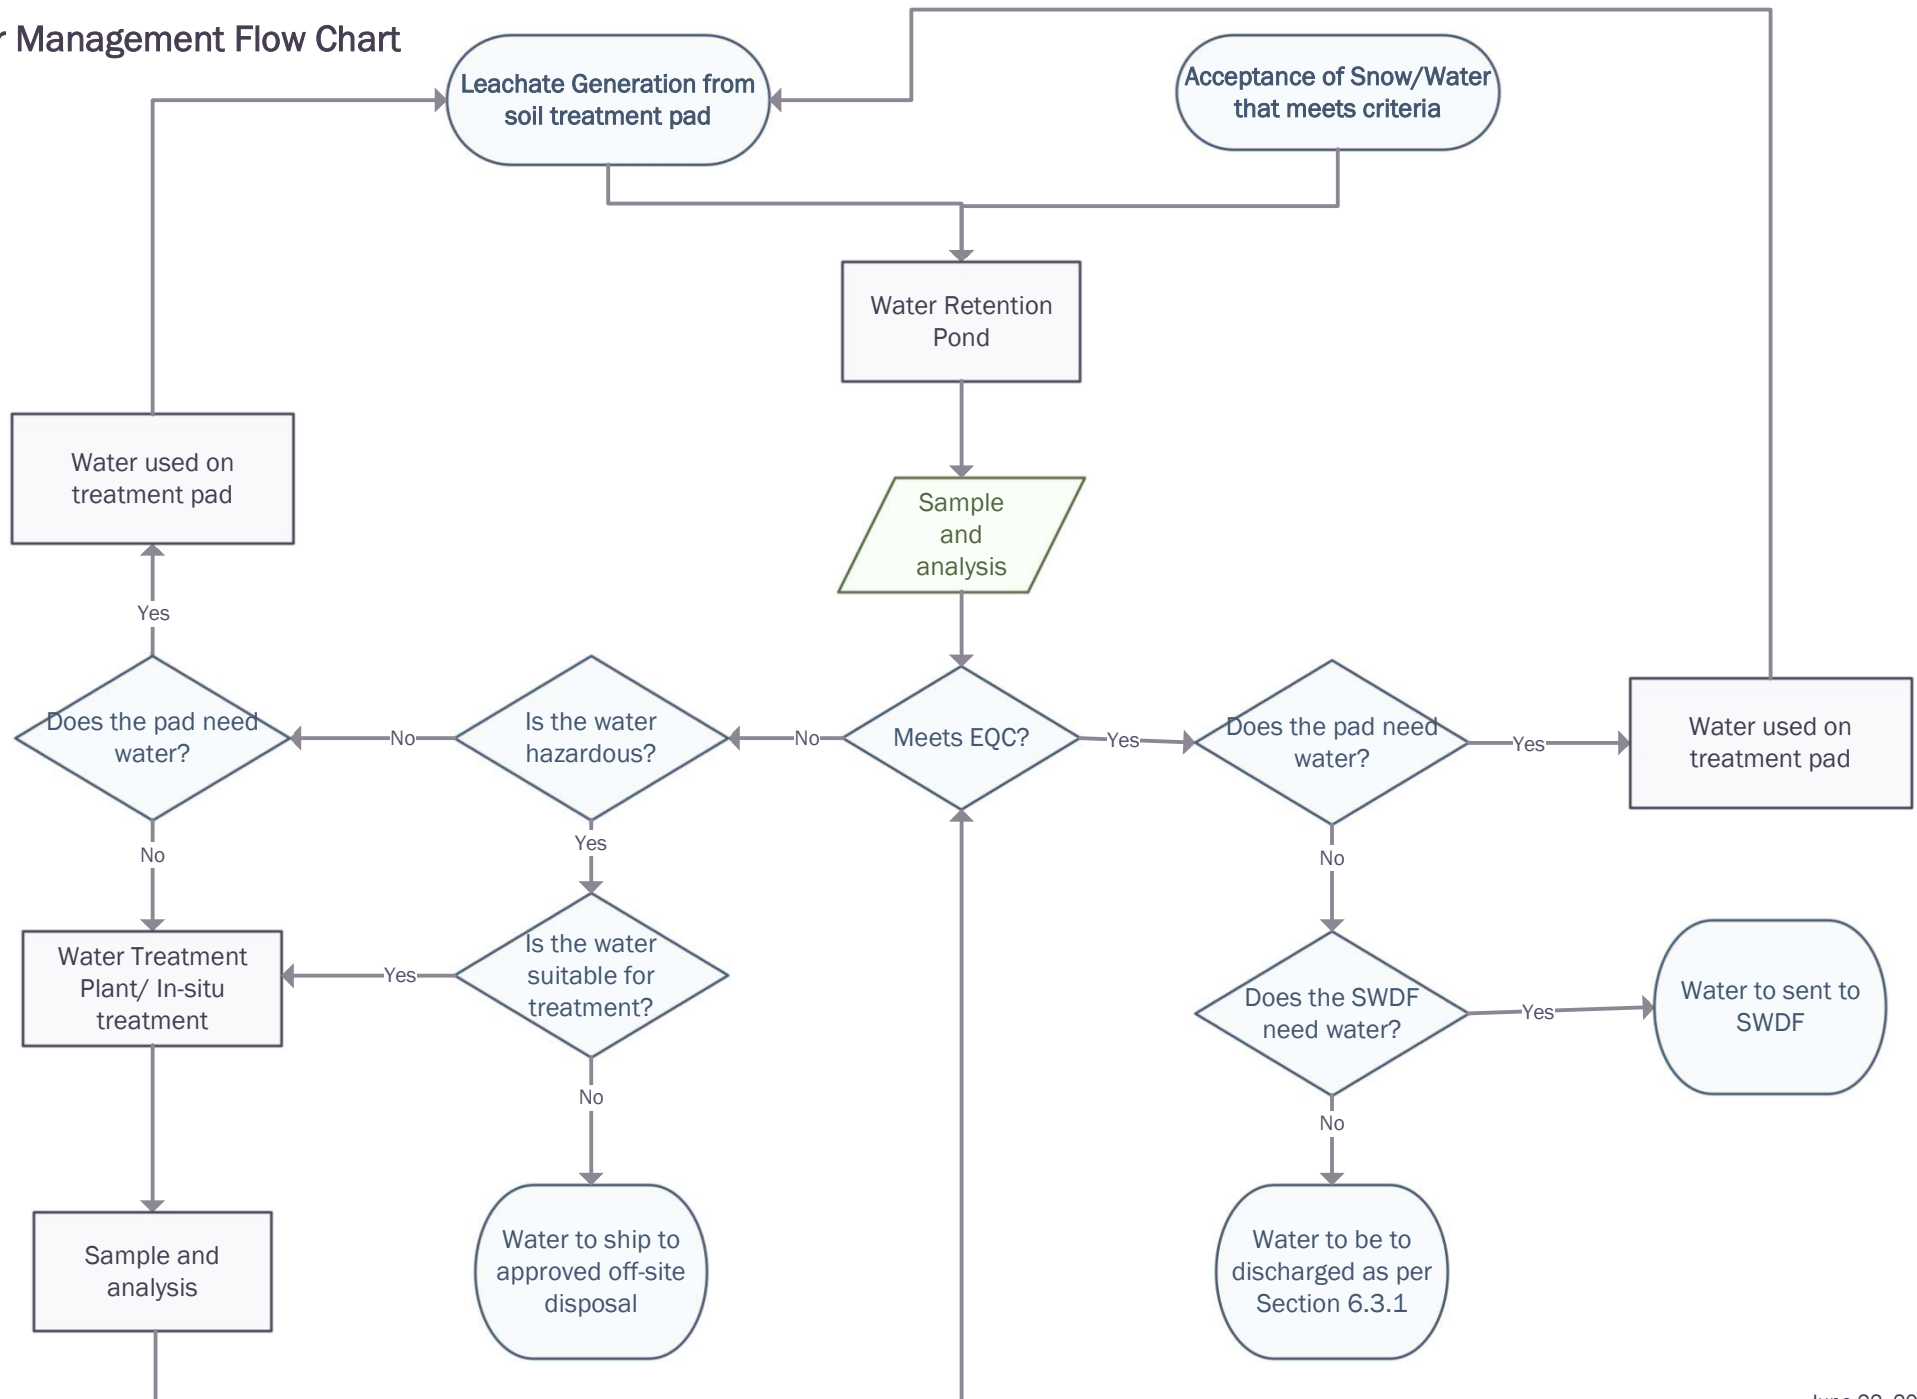 r Management Flow Chart
Leachate Generation from
soil treatment pad
Acceptance of Snow/Water
that meets criteria
Water Retention
Pond
Water used on
treatment pad
Sample
and
analysis
Yes
Does the pad need
water?
No
Is the water
hazardous?
No
Meets EQC?
Yes
Does the pad need
water?
Yes
Water used on
treatment pad
No
Yes
No
Water Treatment
Plant/ In-situ
treatment
Yes
Is the water
suitable for
treatment?
Does the SWDF
need water?
Yes
Water to sent to
SWDF
No
No
Sample and
analysis
Water to ship to
approved off-site
disposal
Water to be to
discharged as per
Section 6.3.1